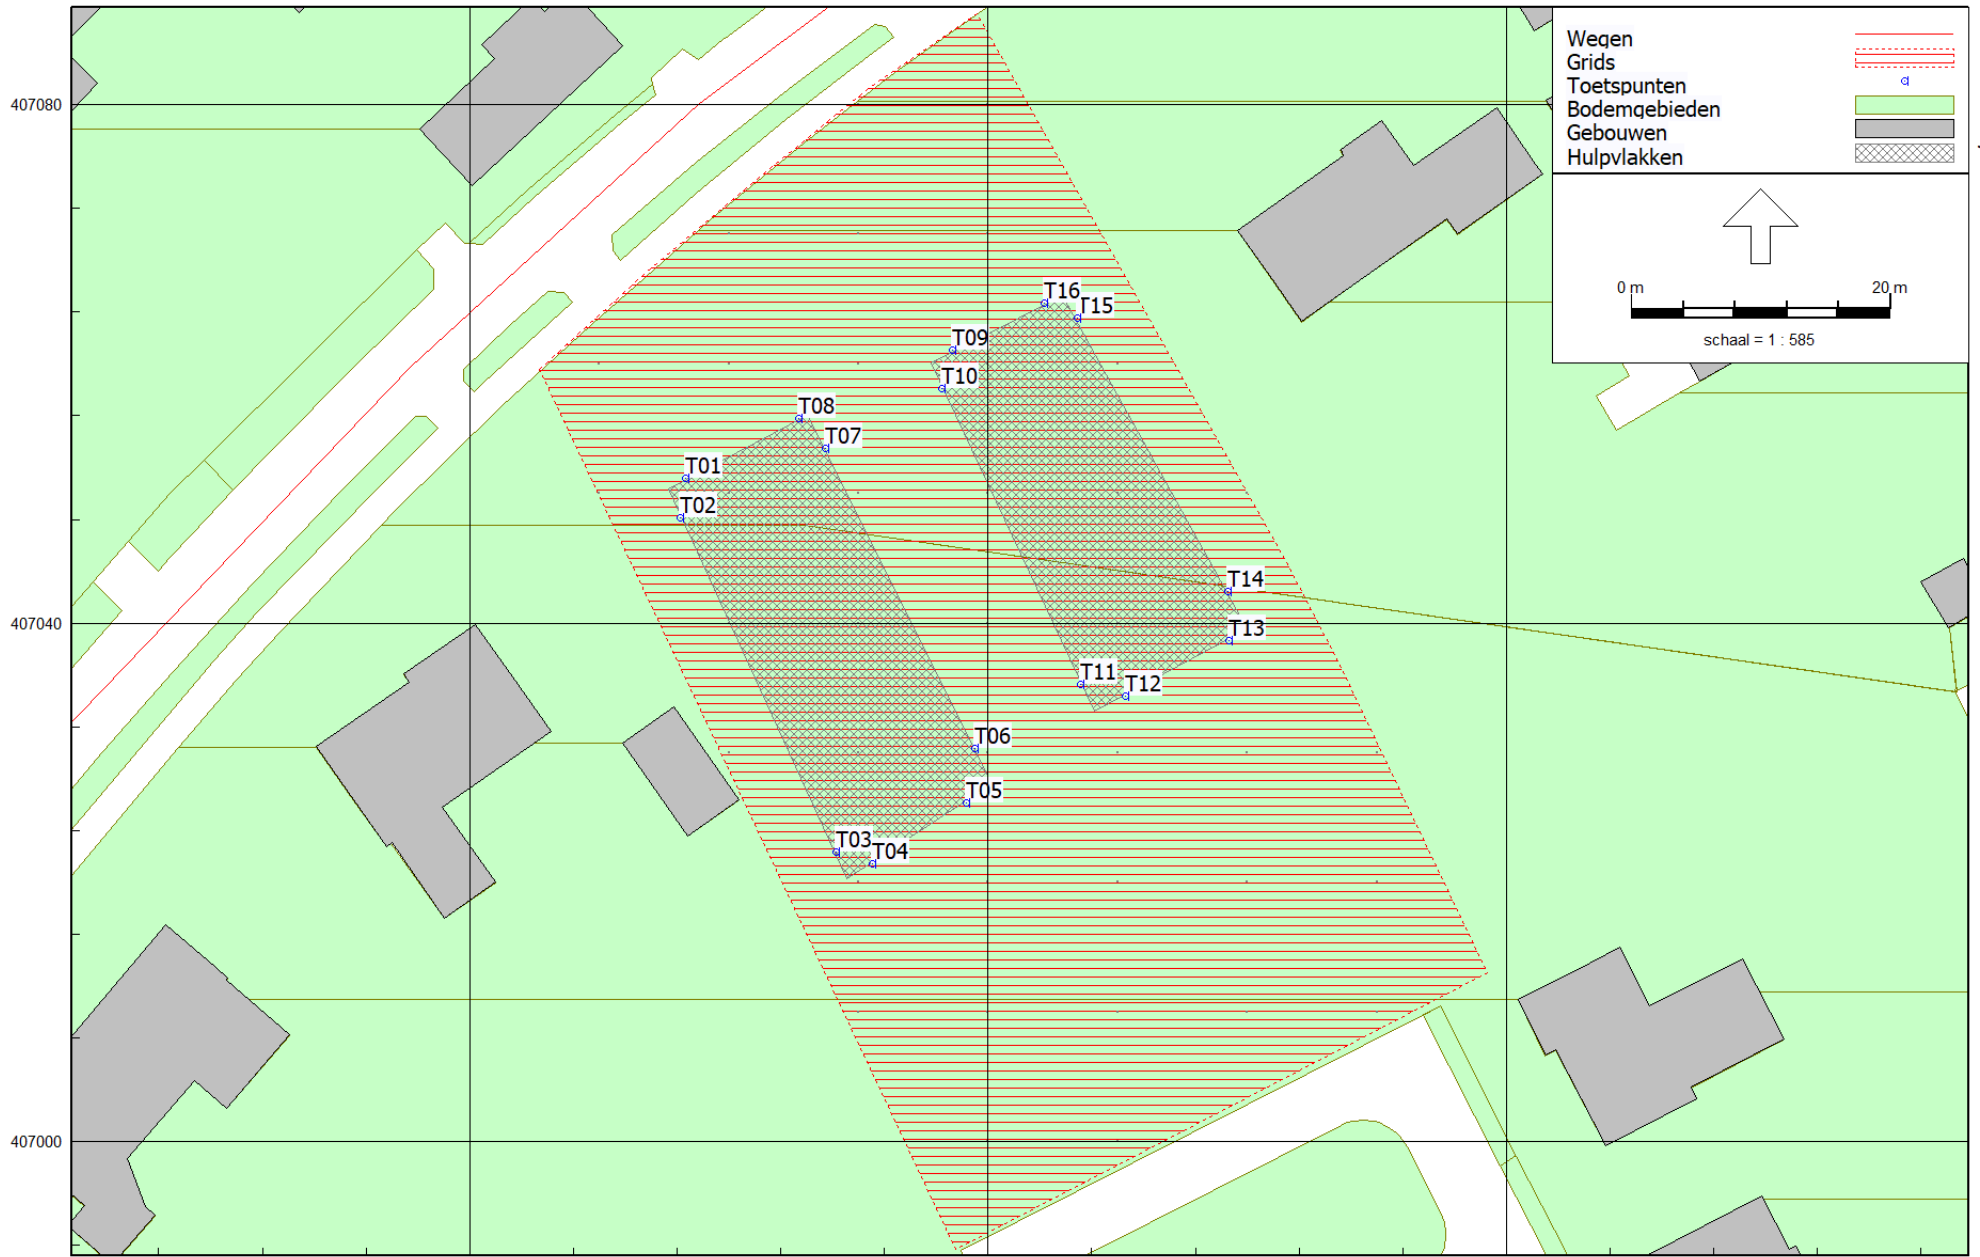 Wegen
Grids
Toetspunten
Bodemgebieden
Gebouwen
Hulpvlakken
0 m 20 m
schaal = 1 : 585
407080
407040
407000
T16
T15
T09
T10
T08
T07
T01
T02
T14
T13
T11
T12
T06
T05
T03
T04